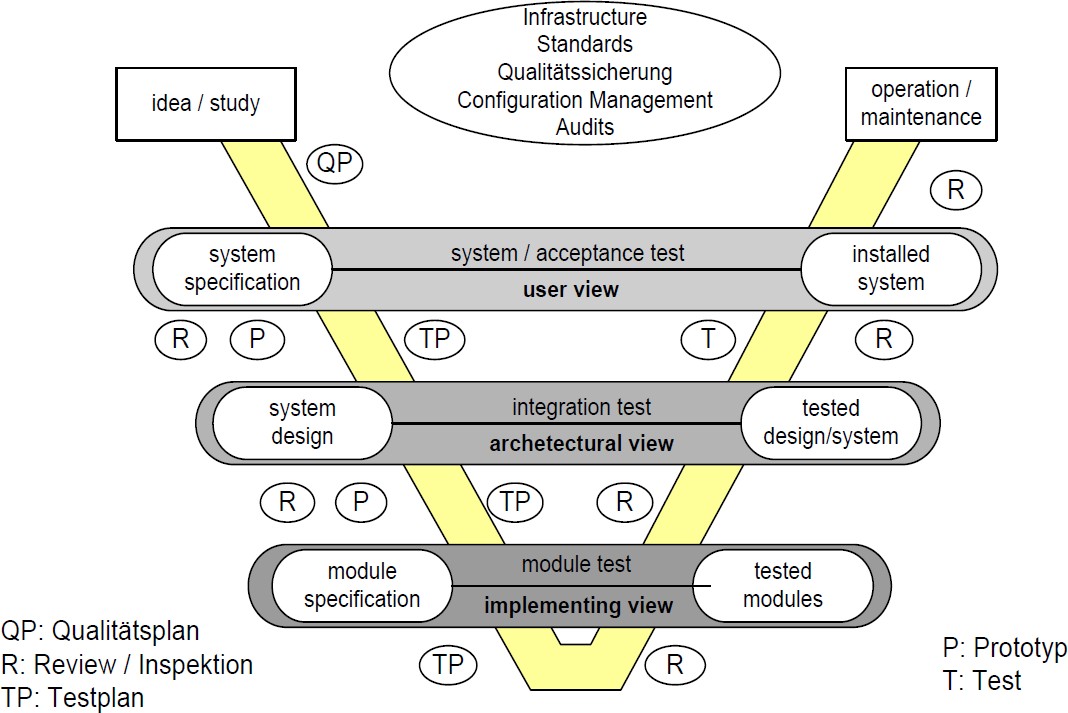 Infrastructure
Standards
Qualitätssicherung
Configuration Management
Audits
idea / study
operation /
maintenance
QP
R
system
specification
system / acceptance test
user view
installed
system
R
P
TP
T
R
system
design
integration test
archetectural view
tested
design/system
R
P
TP
R
module
specification
module test
implementing view
tested
modules
TP
R
QP: Qualitätsplan
R: Review / Inspektion
TP: Testplan
P: Prototyp
T: Test